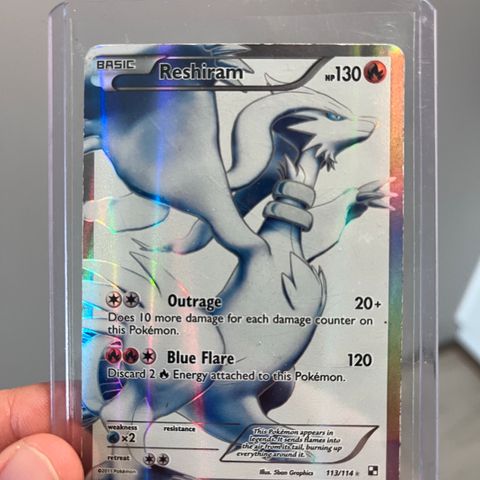 BASIC
Reshiram
HP130
Outrage 20+
Does 10 more damage for each damage counter on
this Pokémon.
Blue Flare 120
Discard 2 Energy attached to this Pokémon.
weakness resistance
×2
retreat
This Pokémon appears in
legends. It sends flames into
the air from its tail, burning up
everything around it.
©2011 Pokémon Illus. 5ban Graphics 113/114